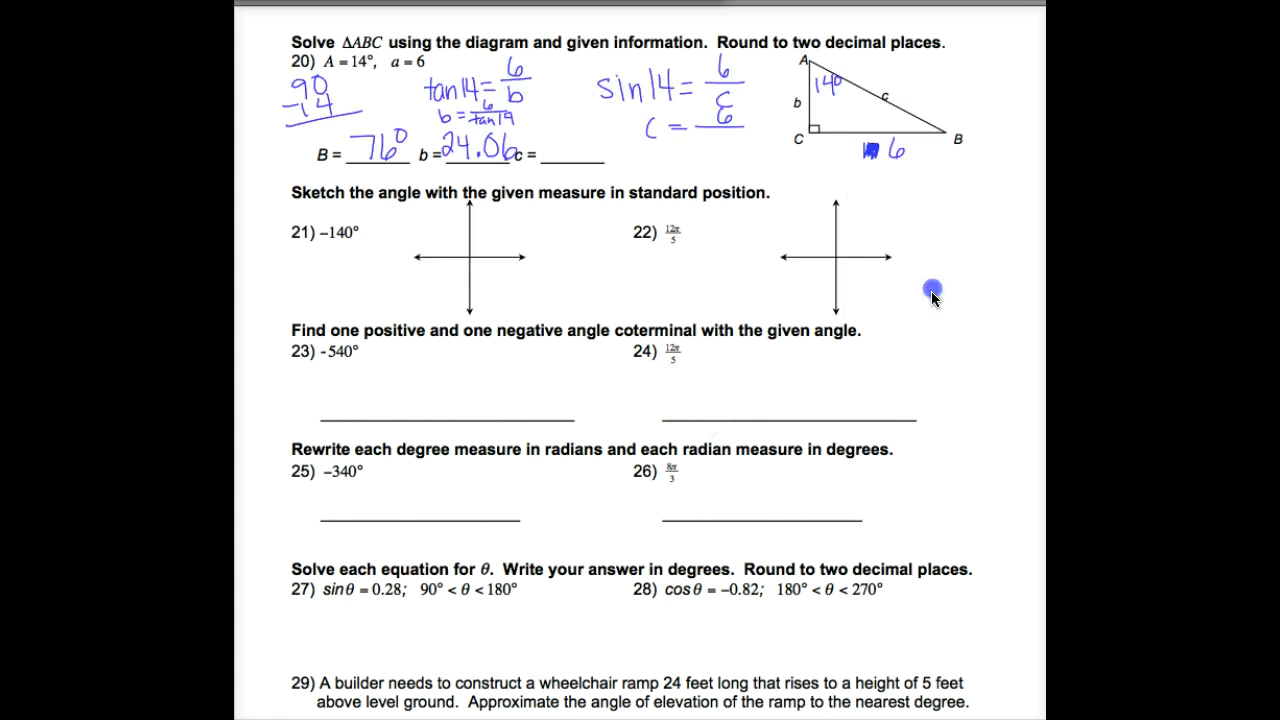 Solve ΔABC using the diagram and given information. Round to two decimal places.
20) A = 14°, a = 6
90
-14
tan14 = 6/b
b = 6/tan14
sin14 = 6/c
c = 6
B = 76° b = 24.06 c =
A
14°
b
c
C
B
6
Sketch the angle with the given measure in standard position.
21) –140°
22) 12π/5
Find one positive and one negative angle coterminal with the given angle.
23) -540°
24) 12π/5
Rewrite each degree measure in radians and each radian measure in degrees.
25) –340°
26) 8π/3
Solve each equation for θ. Write your answer in degrees. Round to two decimal places.
27) sinθ = 0.28; 90° < θ < 180°
28) cosθ = –0.82; 180° < θ < 270°
29) A builder needs to construct a wheelchair ramp 24 feet long that rises to a height of 5 feet
above level ground. Approximate the angle of elevation of the ramp to the nearest degree.